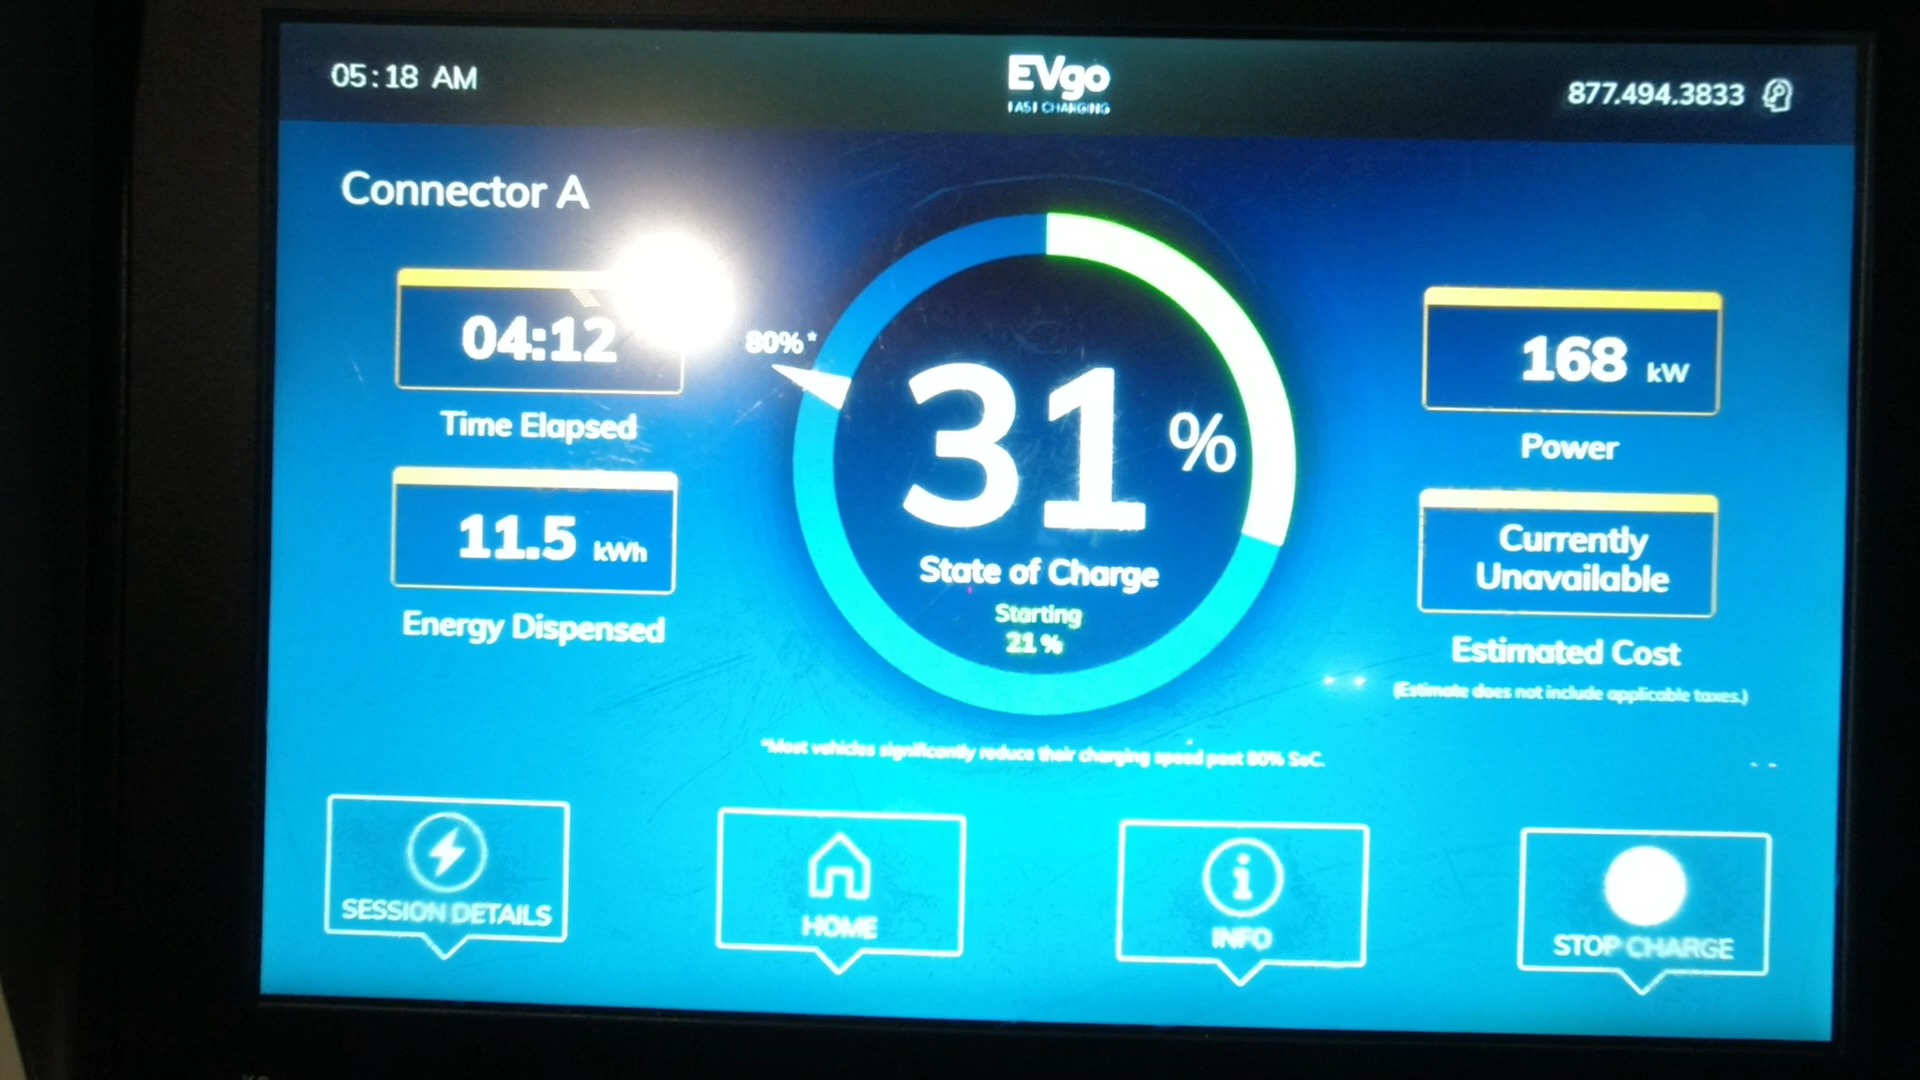 05:18 AM
EVgo
FAST CHARGING
877.494.3833
Connector A
04:12
Time Elapsed
11.5 kWh
Energy Dispensed
80%*
31 %
State of Charge
Starting
21 %
168 kW
Power
Currently
Unavailable
Estimated Cost
(Estimate does not include applicable taxes.)
*Most vehicles significantly reduce their charging speed past 80% SoC.
SESSION DETAILS
HOME
INFO
STOP CHARGE